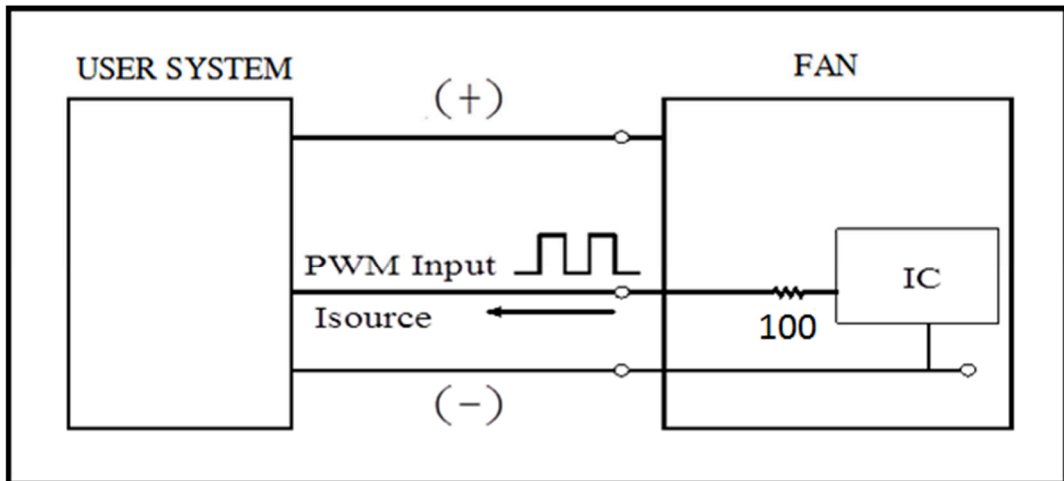 USER SYSTEM
FAN
(+)
PWM Input
IC
Isource
100
(-)